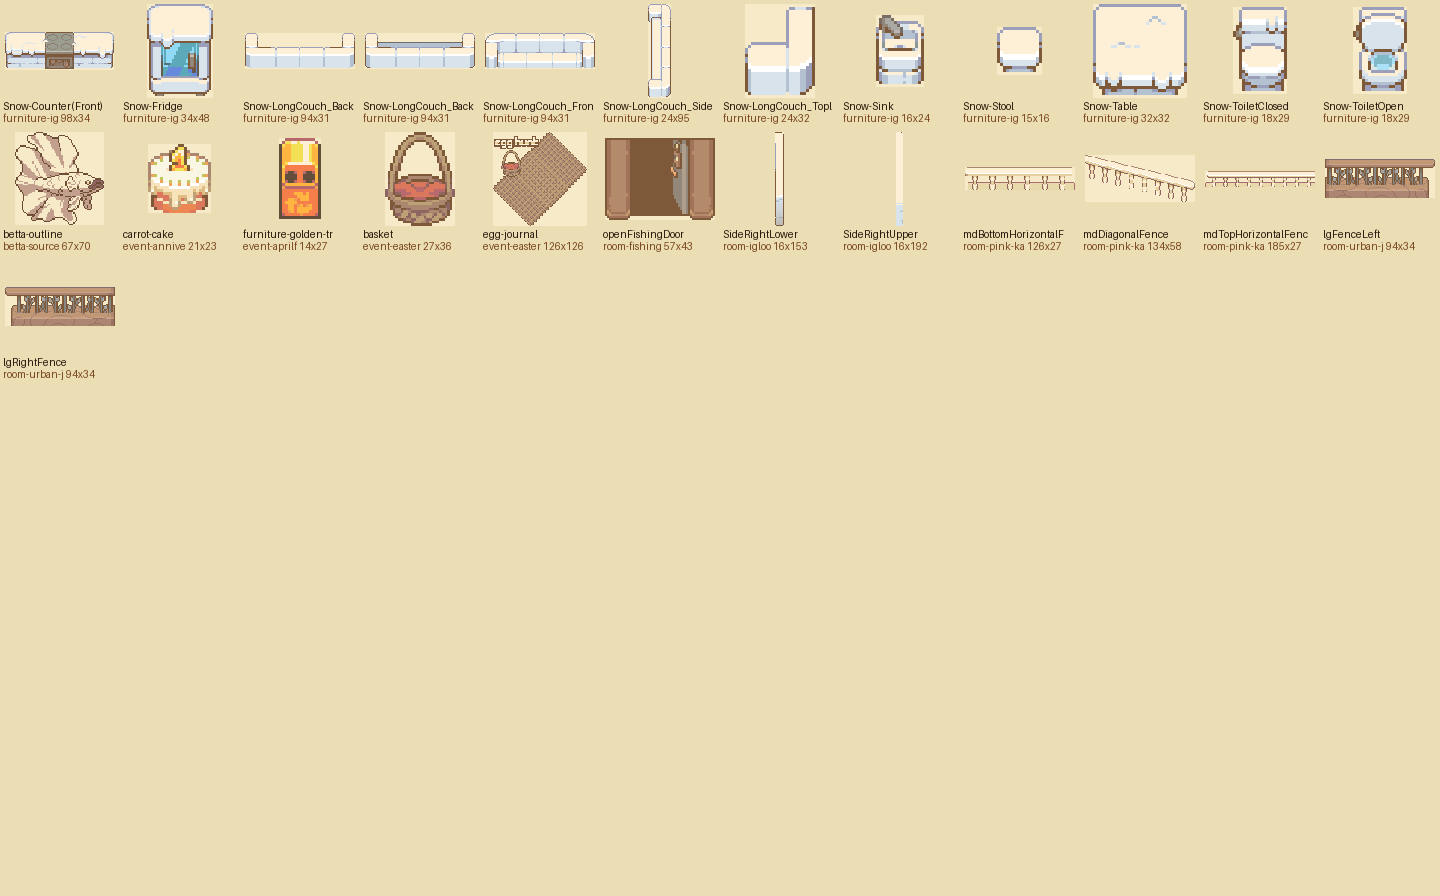 Snow-Counter(Front)
furniture-ig 98x34
Snow-Fridge
furniture-ig 34x48
Snow-LongCouch_Back
furniture-ig 94x31
Snow-LongCouch_Back
furniture-ig 94x31
Snow-LongCouch_Fron
furniture-ig 94x31
Snow-LongCouch_Side
furniture-ig 24x95
Snow-LongCouch_Topl
furniture-ig 24x32
Snow-Sink
furniture-ig 16x24
Snow-Stool
furniture-ig 15x16
Snow-Table
furniture-ig 32x32
Snow-ToiletClosed
furniture-ig 18x29
Snow-ToiletOpen
furniture-ig 18x29
betta-outline
betta-source 67x70
carrot-cake
event-annive 21x23
furniture-golden-tr
event-aprilf 14x27
basket
event-easter 27x36
egg hunt
egg-journal
event-easter 126x126
openFishingDoor
room-fishing 57x43
SideRightLower
room-igloo 16x153
SideRightUpper
room-igloo 16x192
mdBottomHorizontalF
room-pink-ka 126x27
mdDiagonalFence
room-pink-ka 134x58
mdTopHorizontalFenc
room-pink-ka 185x27
lgFenceLeft
room-urban-j 94x34
lgRightFence
room-urban-j 94x34